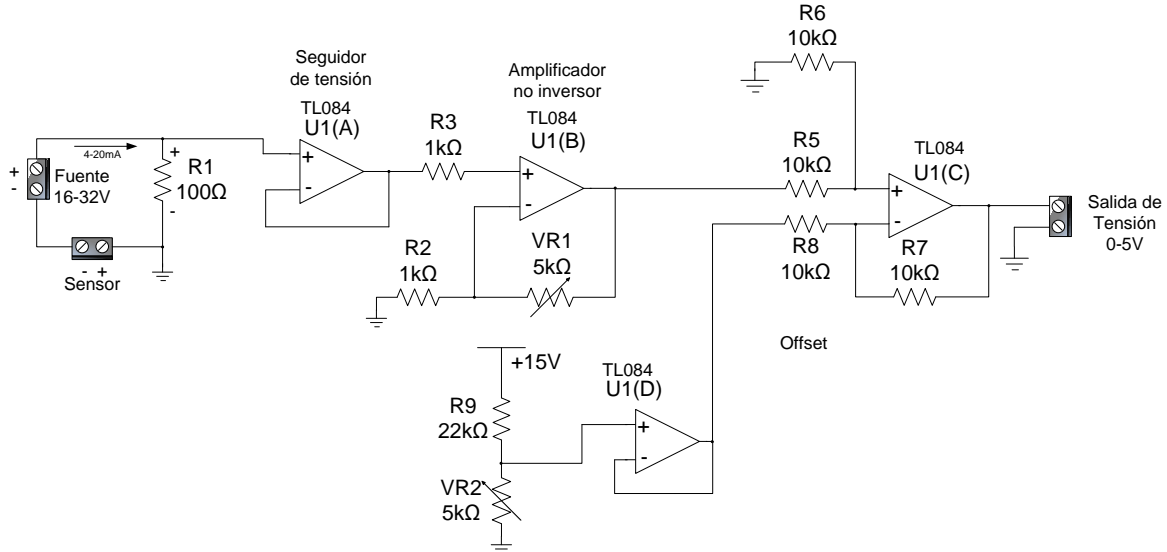 R6
10kΩ
Seguidor
de tensión
Amplificador
no inversor
TL084
U1(A)
TL084
U1(B)
R3
1kΩ
R5
10kΩ
TL084
U1(C)
4-20mA
+
-
Fuente
16-32V
+
R1
100Ω
-
+
-
+
-
+
-
Salida de
Tensión
0-5V
R8
10kΩ
R7
10kΩ
R2
1kΩ
VR1
5kΩ
- +
Sensor
Offset
+15V
TL084
U1(D)
R9
22kΩ
+
-
VR2
5kΩ